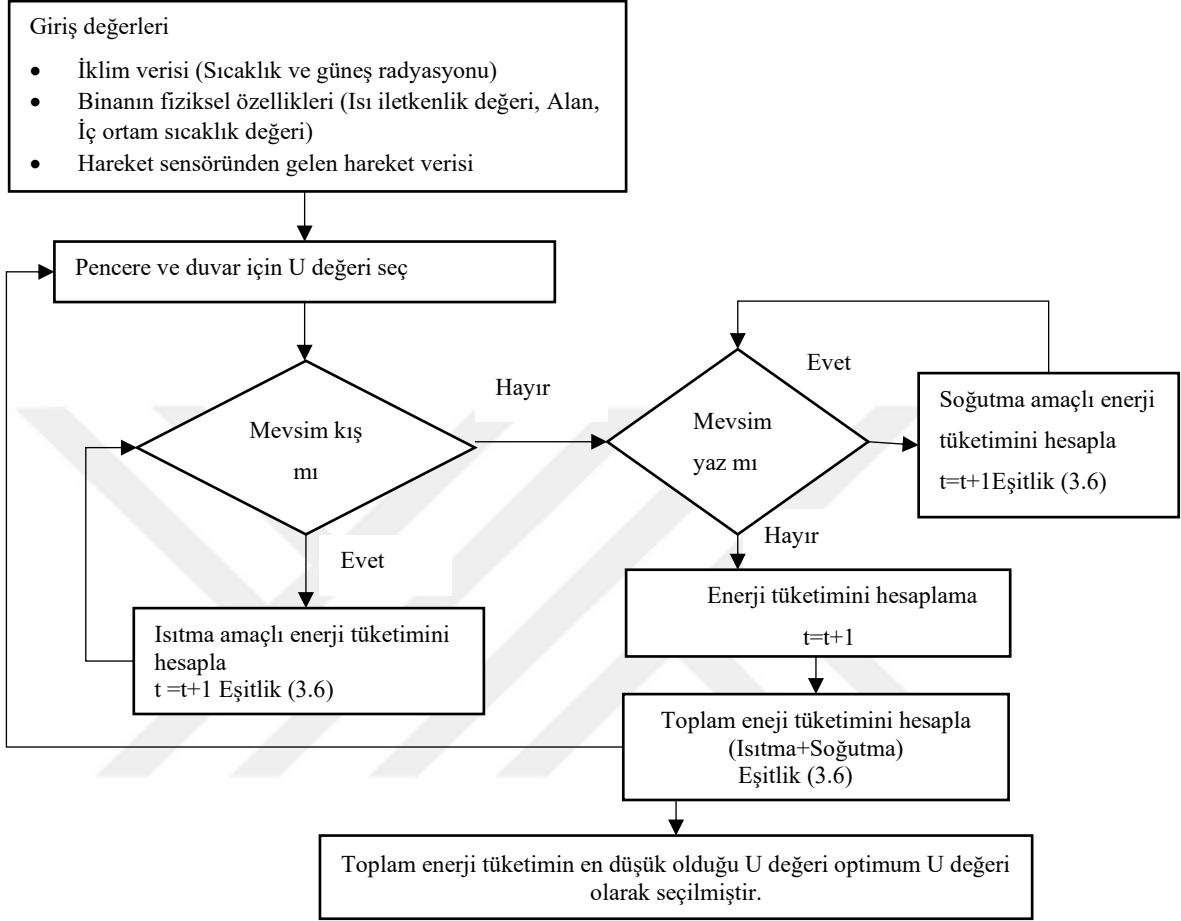 Giriş değerleri
• İklim verisi (Sıcaklık ve güneş radyasyonu)
• Binanın fiziksel özellikleri (Isı iletkenlik değeri, Alan,
İç ortam sıcaklık değeri)
• Hareket sensöründen gelen hareket verisi
Pencere ve duvar için U değeri seç
Mevsim kış
mı
Hayır
Evet
Isıtma amaçlı enerji tüketimini
hesapla
t =t+1 Eşitlik (3.6)
Mevsim
yaz mı
Evet
Soğutma amaçlı enerji
tüketimini hesapla
t=t+1Eşitlik (3.6)
Hayır
Enerji tüketimini hesaplama
t=t+1
Toplam eneji tüketimini hesapla
(Isıtma+Soğutma)
Eşitlik (3.6)
Toplam enerji tüketimin en düşük olduğu U değeri optimum U değeri
olarak seçilmiştir.